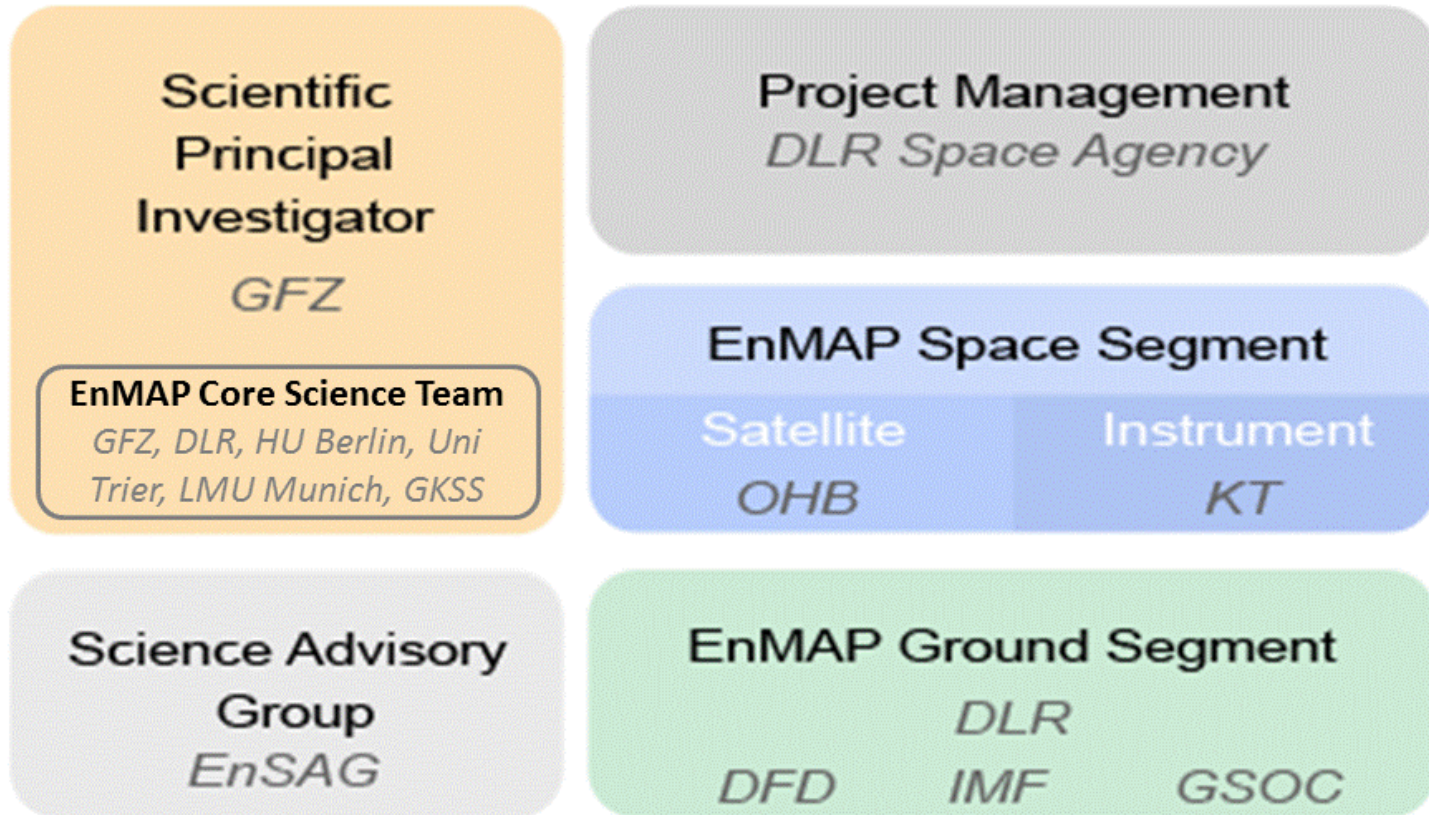 Scientific
Principal
Investigator
GFZ
EnMAP Core Science Team
GFZ, DLR, HU Berlin, Uni
Trier, LMU Munich, GKSS
Project Management
DLR Space Agency
EnMAP Space Segment
Satellite Instrument
OHB KT
Science Advisory
Group
EnSAG
EnMAP Ground Segment
DLR
DFD IMF GSOC